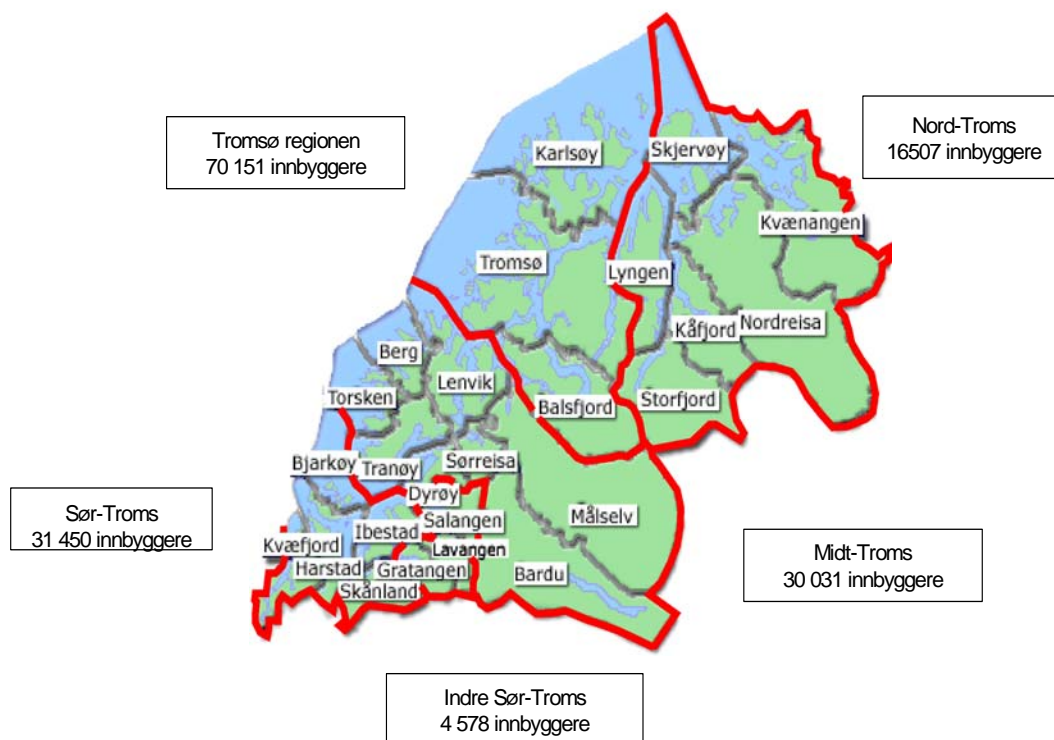 Tromsø regionen
70 151 innbyggere
Nord-Troms
16507 innbyggere
Karlsøy
Skjervøy
Kvænangen
Tromsø
Lyngen
Kåfjord
Nordreisa
Berg
Lenvik
Torsken
Balsfjord
Storfjord
Bjarkøy
Tranøy
Sørreisa
Dyrøy
Sør-Troms
31 450 innbyggere
Ibestad
Salangen
Målselv
Kvæfjord
Lavangen
Harstad
Gratangen
Bardu
Skånland
Midt-Troms
30 031 innbyggere
Indre Sør-Troms
4 578 innbyggere